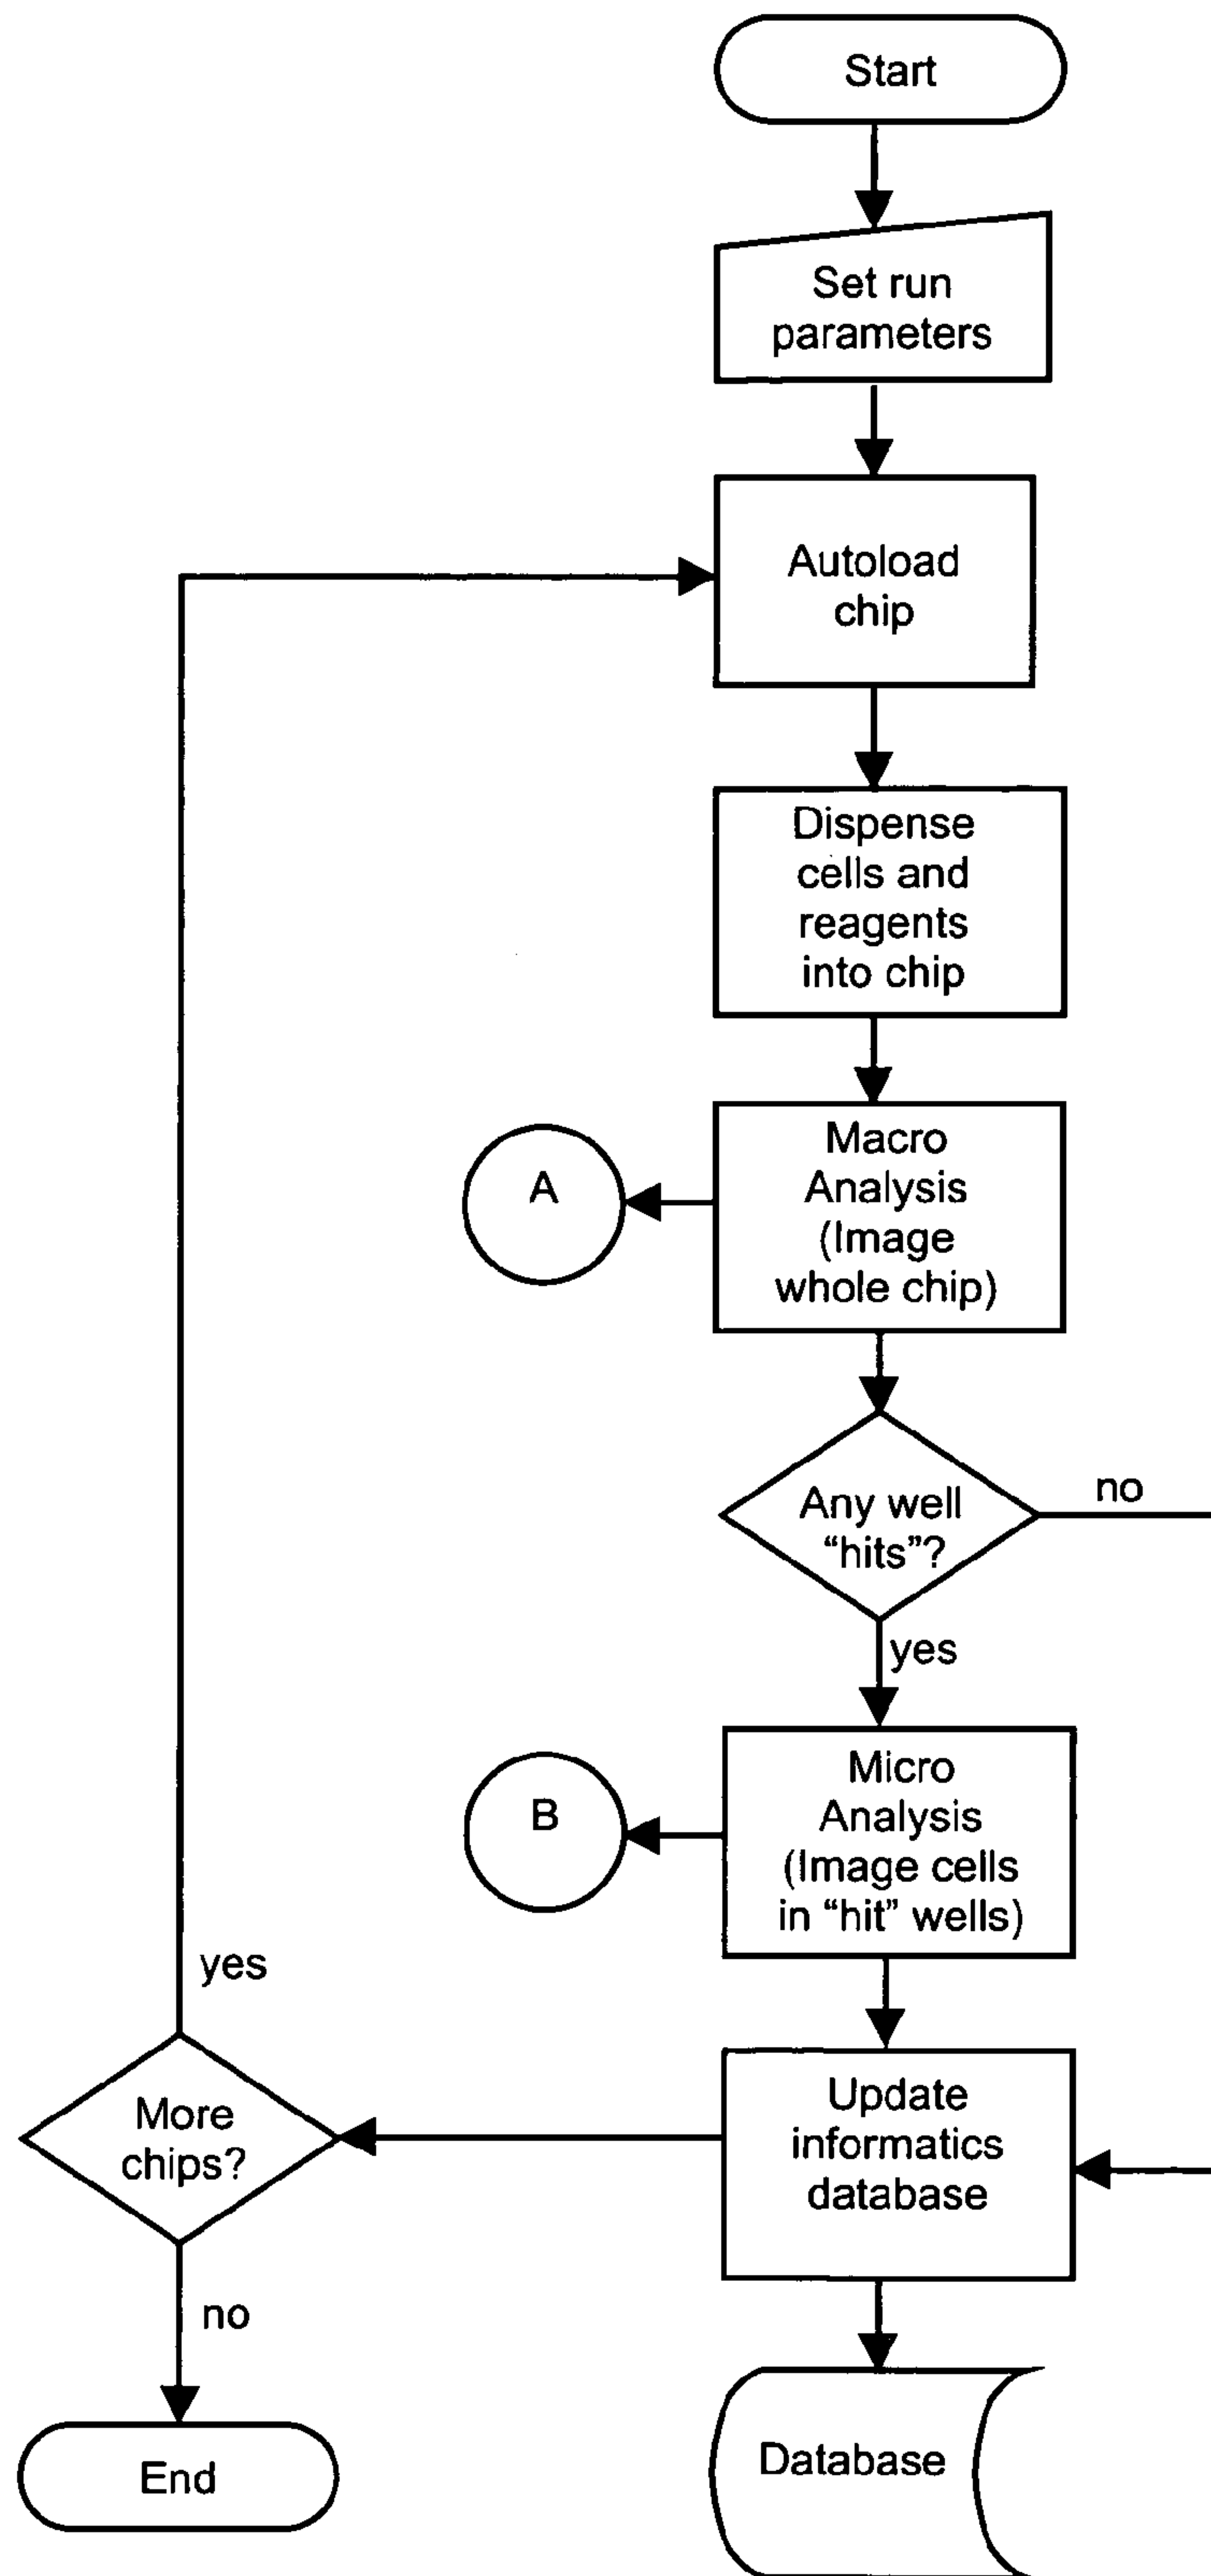 Start
Set run
parameters
Autoload
chip
Dispense
cells and
reagents
into chip
Macro
Analysis
(Image
whole chip)
A
Any well
“hits”?
no
yes
Micro
Analysis
(Image cells
in “hit” wells)
B
yes
More
chips?
Update
informatics
database
no
End
Database